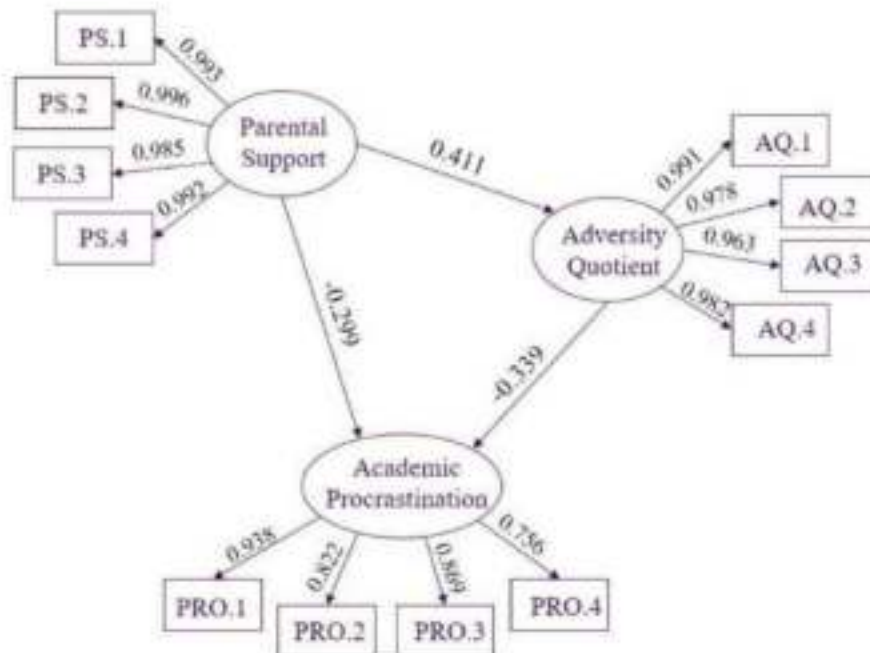 PS.1
0.993
PS.2
0.996
PS.3
0.985
PS.4
0.992
Parental
Support
0.411
Adversity
Quotient
0.991
AQ.1
0.978
AQ.2
0.963
AQ.3
0.982
AQ.4
-0.299
-0.339
Academic
Procrastination
0.938
0.822
0.869
0.756
PRO.1
PRO.2
PRO.3
PRO.4